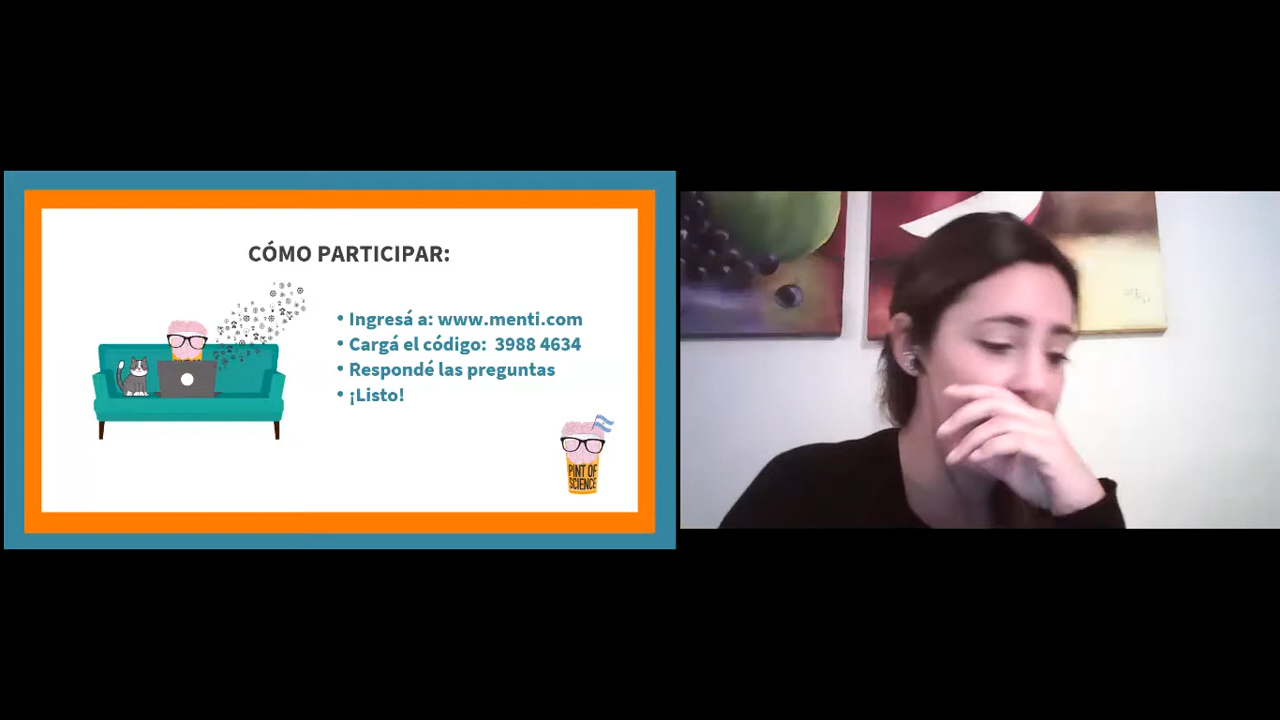 CÓMO PARTICIPAR:
• Ingresá a: www.menti.com
• Cargá el código: 3988 4634
• Respondé las preguntas
• ¡Listo!
PINT OF
SCIENCE